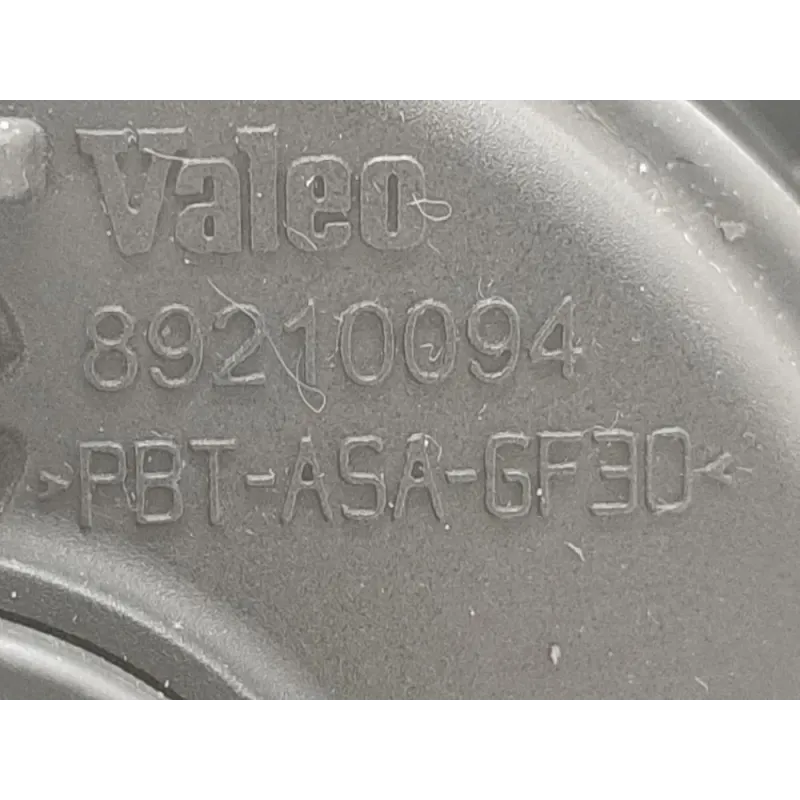 Valeo
89210094
>PBT-ASA-GF30<